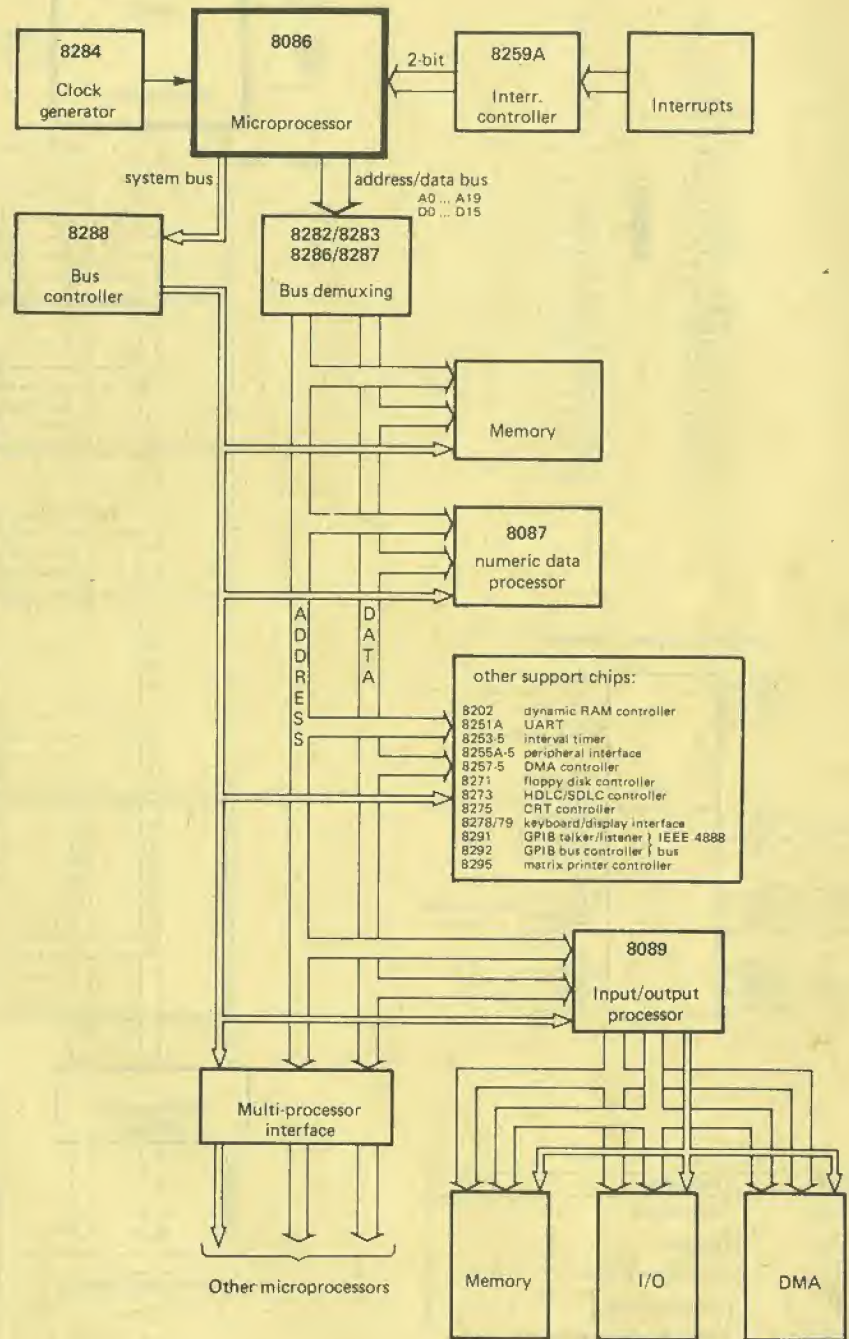 8284
Clock
generator
8086
Microprocessor
2-bit
8259A
Interr.
controller
Interrupts
system bus
address/data bus
A0 ... A19
D0 ... D15
8288
Bus
controller
8282/8283
8286/8287
Bus demuxing
Memory
8087
numeric data
processor
ADDRESS
DATA
other support chips:
8202 dynamic RAM controller
8251A UART
8253-5 interval timer
8255A-5 peripheral interface
8257-5 DMA controller
8271 floppy disk controller
8273 HDLC/SDLC controller
8275 CRT controller
8278/79 keyboard/display interface
8291 GPIB talker/listener } IEEE 4888
8292 GPIB bus controller } bus
8295 matrix printer controller
8089
Input/output
processor
Multi-processor
interface
Other microprocessors
Memory
I/O
DMA